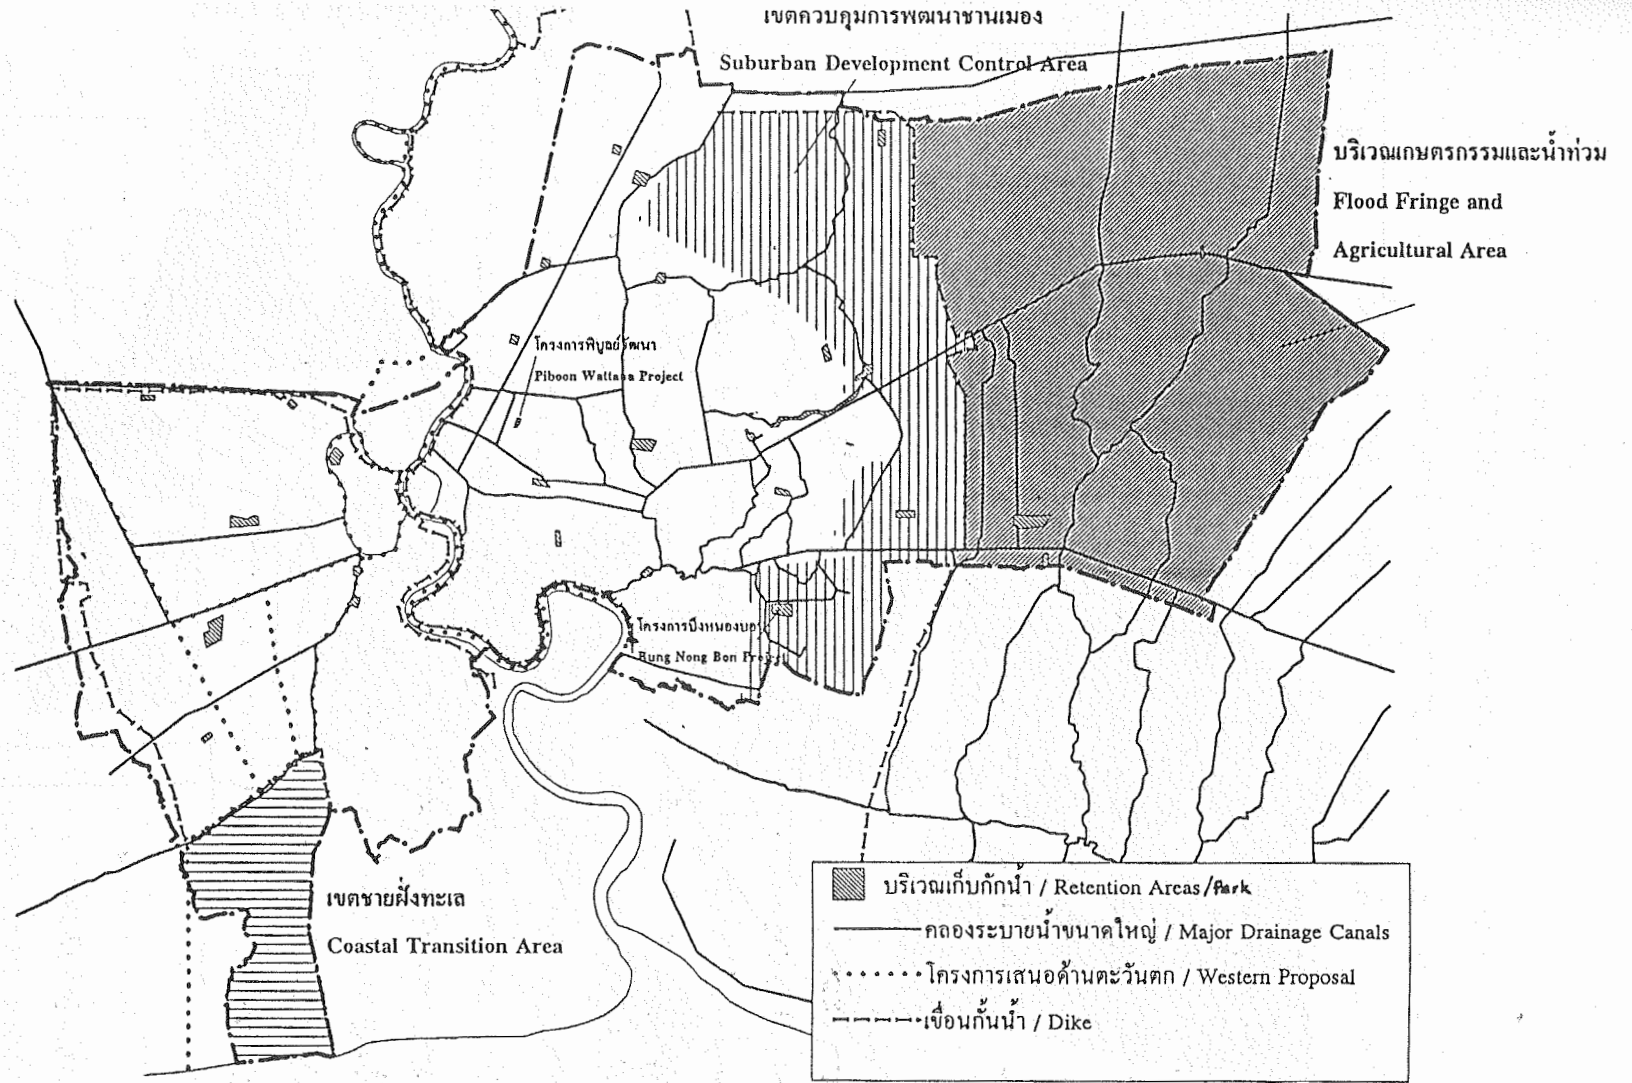 เขตควบคุมการพัฒนาชานเมือง
Suburban Development Control Area
บริเวณเกษตรกรรมและน้ำท่วม
Flood Fringe and
Agricultural Area
โครงการพิบูลย์วัฒนา
Piboon Wattana Project
โครงการบึงหนองบอน
Bung Nong Bon Project
เขตชายฝั่งทะเล
Coastal Transition Area
บริเวณเก็บกักน้ำ / Retention Areas/Park
คลองระบายน้ำขนาดใหญ่ / Major Drainage Canals
โครงการเสนอด้านตะวันตก / Western Proposal
เขื่อนกั้นน้ำ / Dike